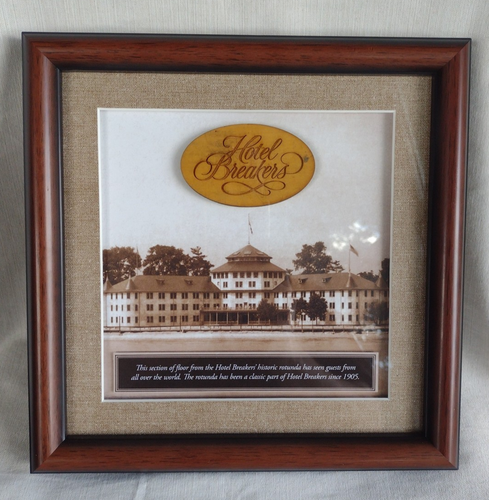 Hotel
Breakers
This section of floor from the Hotel Breakers' historic rotunda has seen guests from
all over the world. The rotunda has been a classic part of Hotel Breakers since 1905.